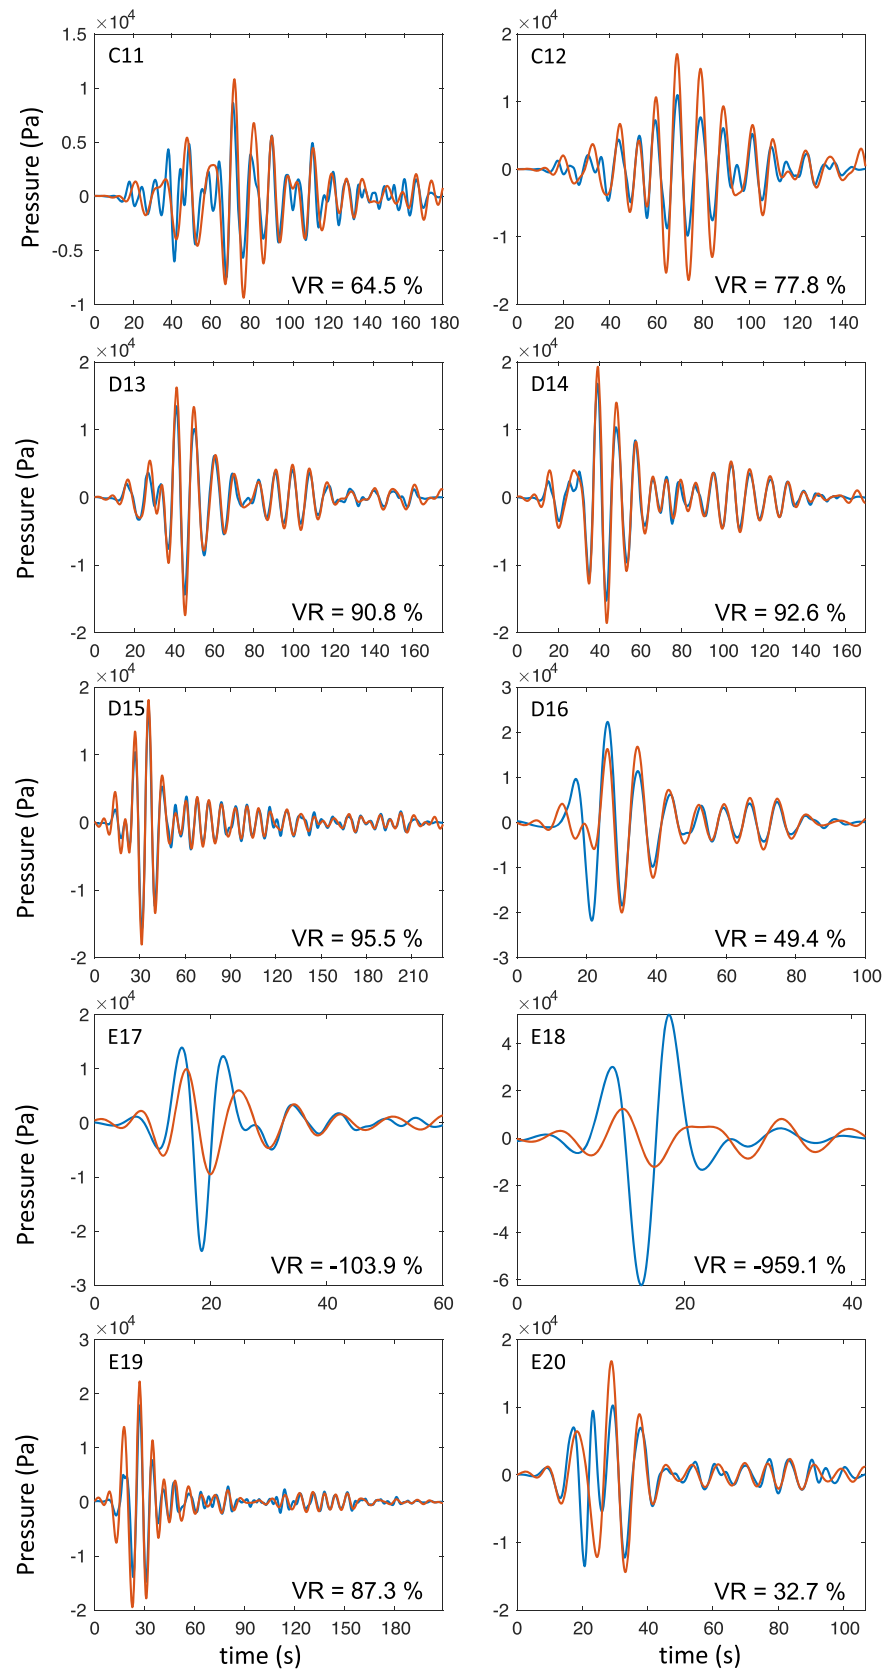 ×10⁴
1.5
1
0.5
0
-0.5
-1
C11
VR = 64.5 %
Pressure (Pa)
0 20 40 60 80 100 120 140 160 180
×10⁴
2
1
0
-1
-2
C12
VR = 77.8 %
0 20 40 60 80 100 120 140
×10⁴
2
1
0
-1
-2
D13
VR = 90.8 %
Pressure (Pa)
0 20 40 60 80 100 120 140 160
×10⁴
2
1
0
-1
-2
D14
VR = 92.6 %
0 20 40 60 80 100 120 140 160
×10⁴
2
1
0
-1
-2
D15
VR = 95.5 %
Pressure (Pa)
0 30 60 90 120 150 180 210
×10⁴
3
2
1
0
-1
-2
-3
D16
VR = 49.4 %
0 20 40 60 80 100
×10⁴
2
1
0
-1
-2
-3
E17
VR = -103.9 %
Pressure (Pa)
0 20 40 60
×10⁴
4
2
0
-2
-4
-6
E18
VR = -959.1 %
0 20 40
×10⁴
3
2
1
0
-1
-2
E19
VR = 87.3 %
Pressure (Pa)
0 30 60 90 120 150 180
time (s)
×10⁴
2
1
0
-1
-2
E20
VR = 32.7 %
0 20 40 60 80 100
time (s)